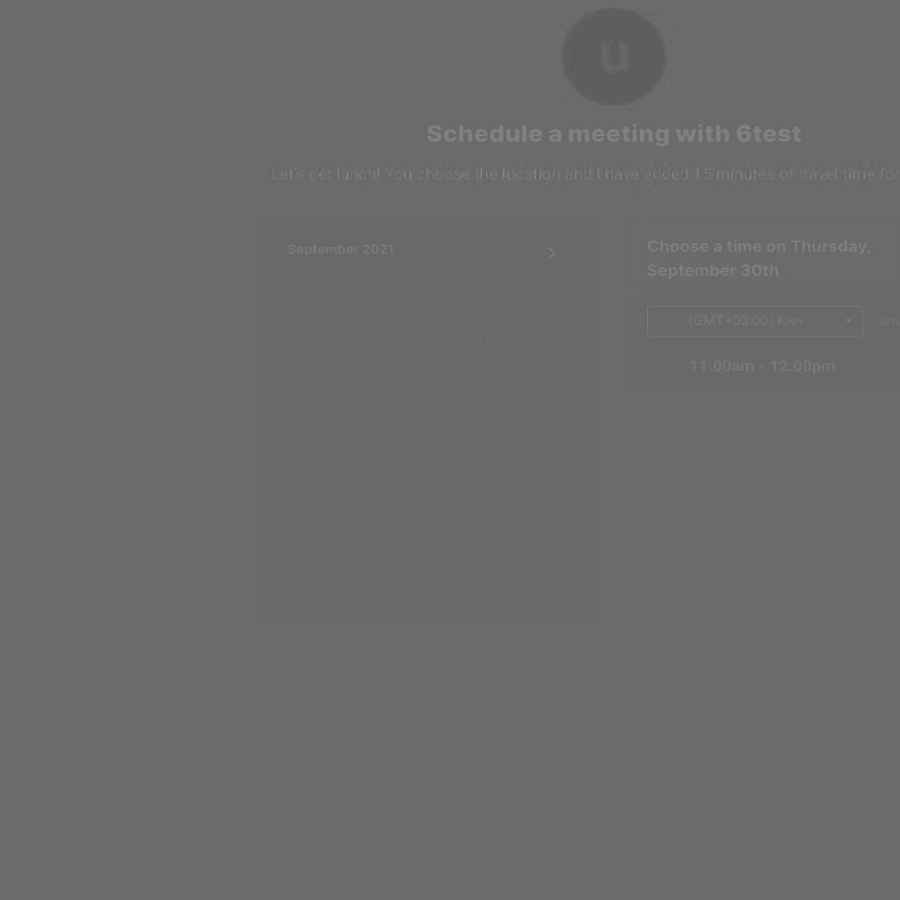 u
Schedule a meeting with 6test
Let's get lunch! You choose the location and I have added 15 minutes of travel time for
September 2021
Choose a time on Thursday,
September 30th
(GMT+03:00) Kiev
am
11:00am - 12:00pm